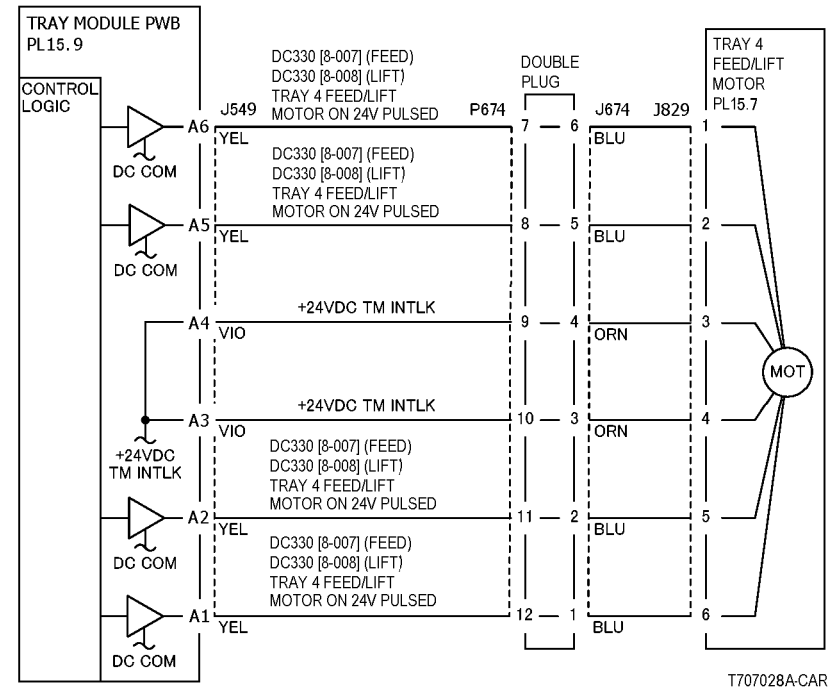 TRAY MODULE PWB
PL15.9
CONTROL
LOGIC
TRAY 4
FEED/LIFT
MOTOR
PL15.7
DOUBLE
PLUG
DC330 [8-007] (FEED)
DC330 [8-008] (LIFT)
TRAY 4 FEED/LIFT
MOTOR ON 24V PULSED
J549
P674
J674
J829
A6
YEL
7
6
BLU
1
DC COM
DC330 [8-007] (FEED)
DC330 [8-008] (LIFT)
TRAY 4 FEED/LIFT
MOTOR ON 24V PULSED
A5
YEL
8
5
BLU
2
DC COM
+24VDC TM INTLK
A4
VIO
9
4
ORN
3
MOT
+24VDC TM INTLK
A3
VIO
10
3
ORN
4
+24VDC
TM INTLK
DC330 [8-007] (FEED)
DC330 [8-008] (LIFT)
TRAY 4 FEED/LIFT
MOTOR ON 24V PULSED
A2
YEL
11
2
BLU
5
DC COM
DC330 [8-007] (FEED)
DC330 [8-008] (LIFT)
TRAY 4 FEED/LIFT
MOTOR ON 24V PULSED
A1
YEL
12
1
BLU
6
DC COM
T707028A-CAR